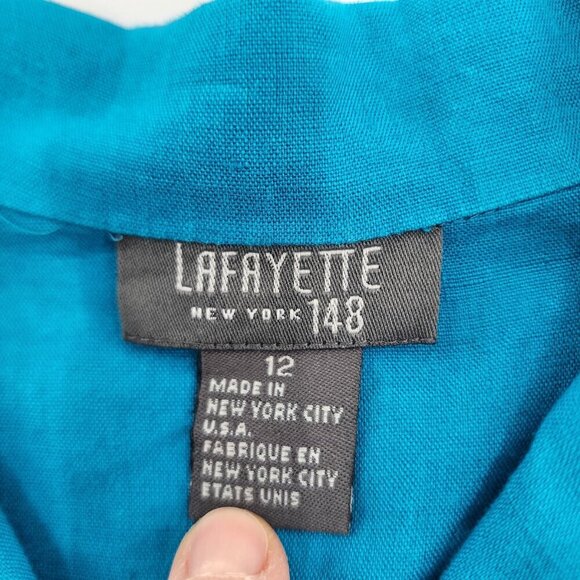 LAFAYETTE
NEW YORK 148
12
MADE IN
NEW YORK CITY
U.S.A.
FABRIQUE EN
NEW YORK CITY
ETATS UNIS